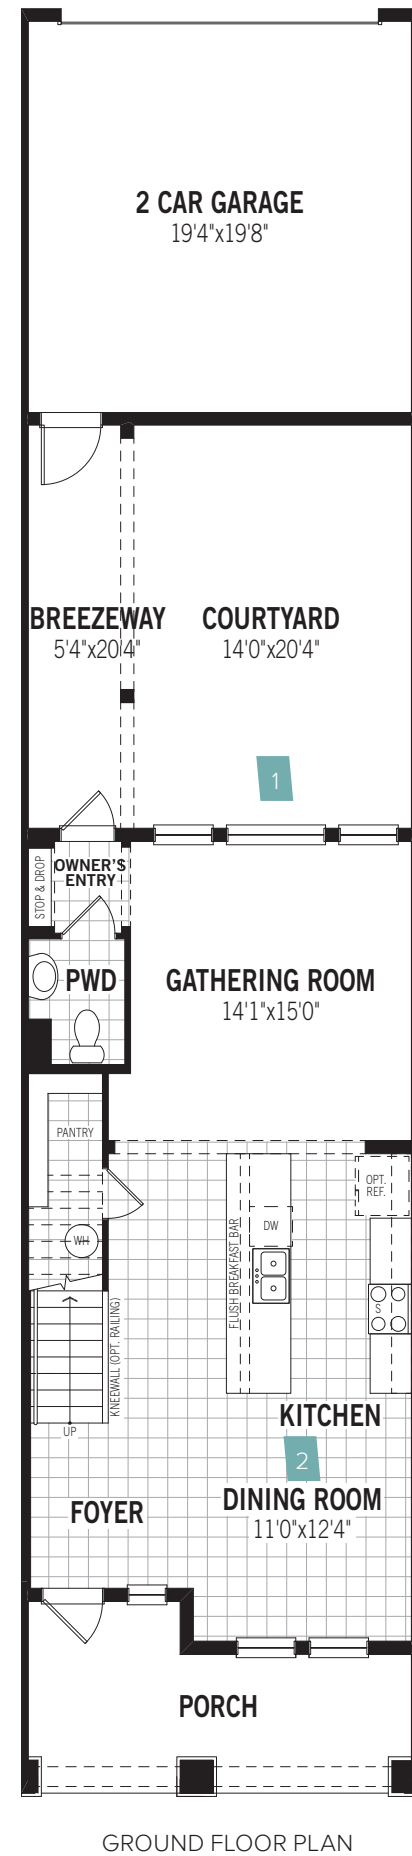 2 CAR GARAGE
19'4"x19'8"
BREEZEWAY
5'4"x20'4"
COURTYARD
14'0"x20'4"
1
STOP & DROP
OWNER'S
ENTRY
PWD
GATHERING ROOM
14'1"x15'0"
PANTRY
OPT.
REF.
DW
WH
FLUSH BREAKFAST BAR
S
KNEEWALL (OPT. RAILING)
UP
KITCHEN
2
DINING ROOM
11'0"x12'4"
FOYER
PORCH
GROUND FLOOR PLAN